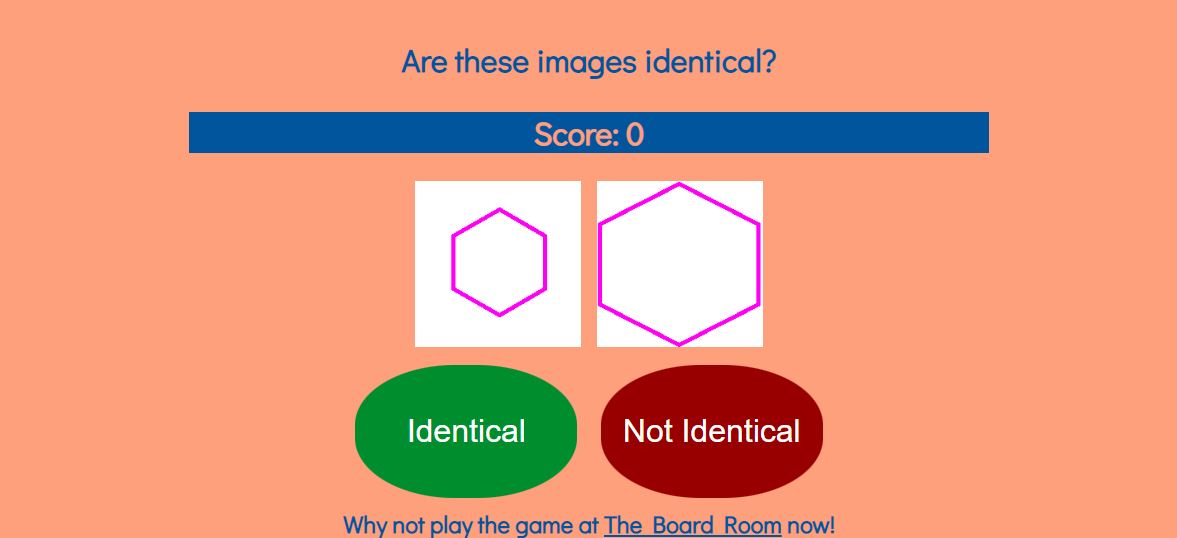 Are these images identical?
Score: 0
Identical
Not Identical
Why not play the game at The Board Room now!